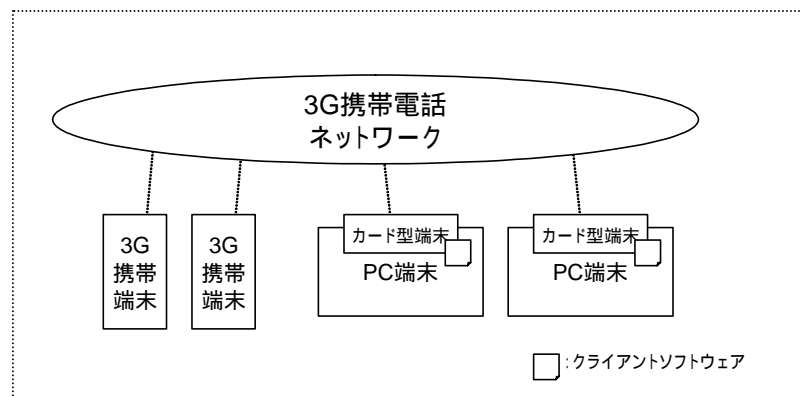 3G携帯電話
ネットワーク
3G
携帯
端末
3G
携帯
端末
カード型端末
PC端末
カード型端末
PC端末
:クライアントソフトウェア